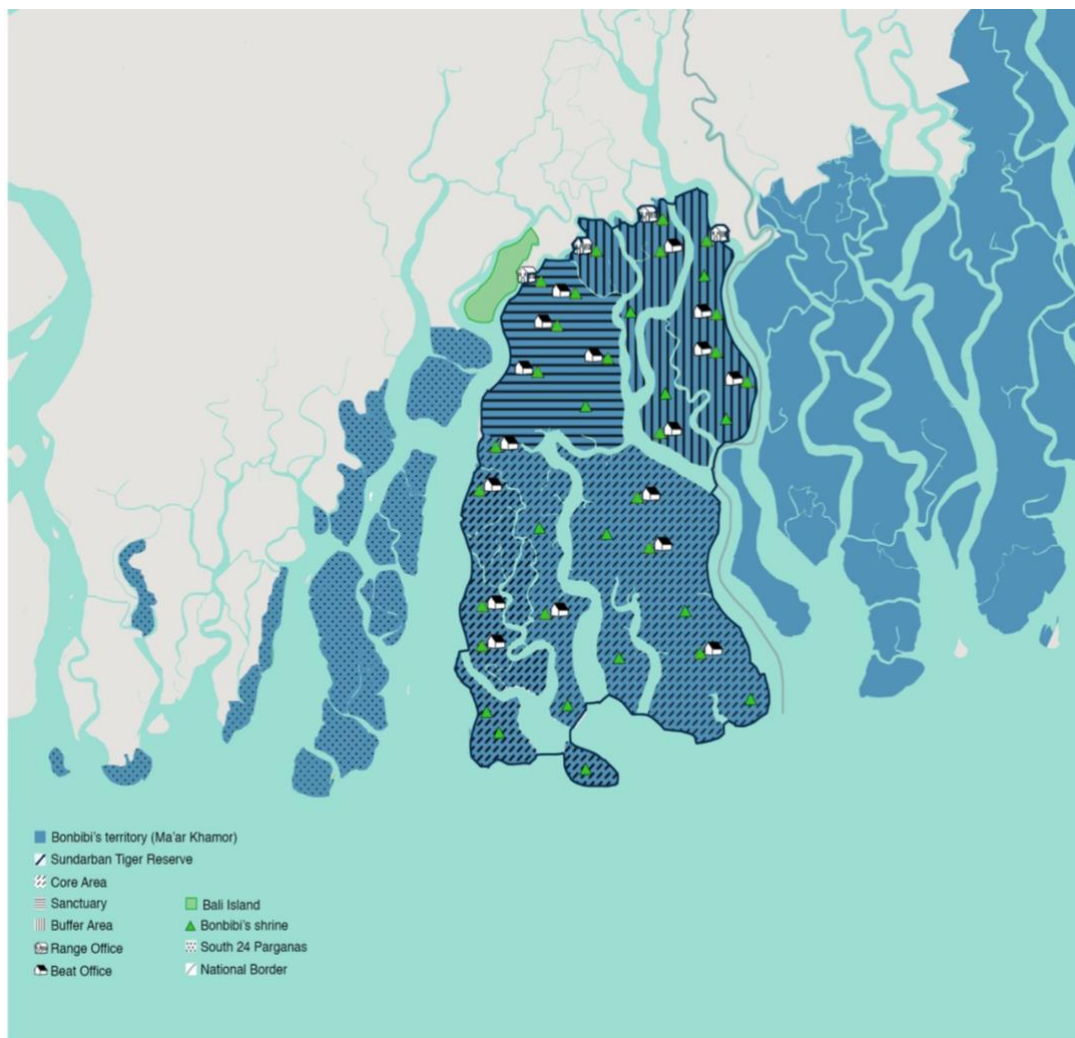 Bonbibi's territory (Ma'ar Khamor)
Sundarban Tiger Reserve
Core Area
Sanctuary
Buffer Area
Range Office
Beat Office
Bali Island
Bonbibi's shrine
South 24 Parganas
National Border